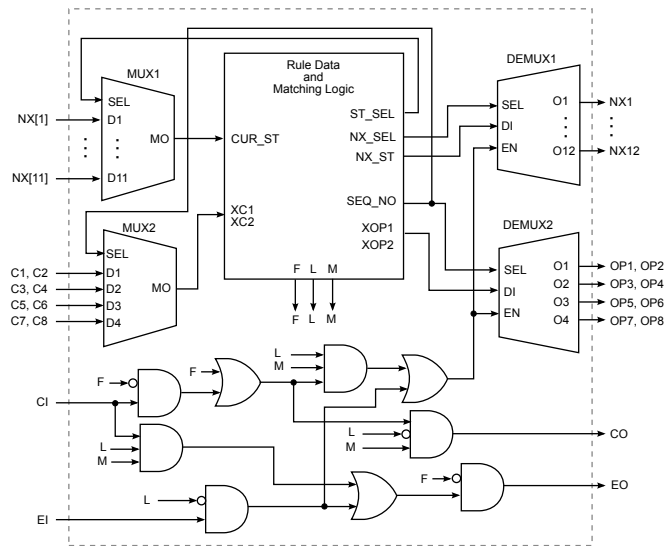 MUX1
SEL
D1
D11
MO
NX[1]
NX[11]
MUX2
SEL
D1
D2
D3
D4
MO
C1, C2
C3, C4
C5, C6
C7, C8
Rule Data
and
Matching Logic
CUR_ST
XC1
XC2
ST_SEL
NX_SEL
NX_ST
SEQ_NO
XOP1
XOP2
F L M
F L M
DEMUX1
SEL
DI
EN
O1
O12
NX1
NX12
DEMUX2
SEL
DI
EN
O1
O2
O3
O4
OP1, OP2
OP3, OP4
OP5, OP6
OP7, OP8
L
M
F
F
CI
L
M
L
M
CO
L
F
EI
EO